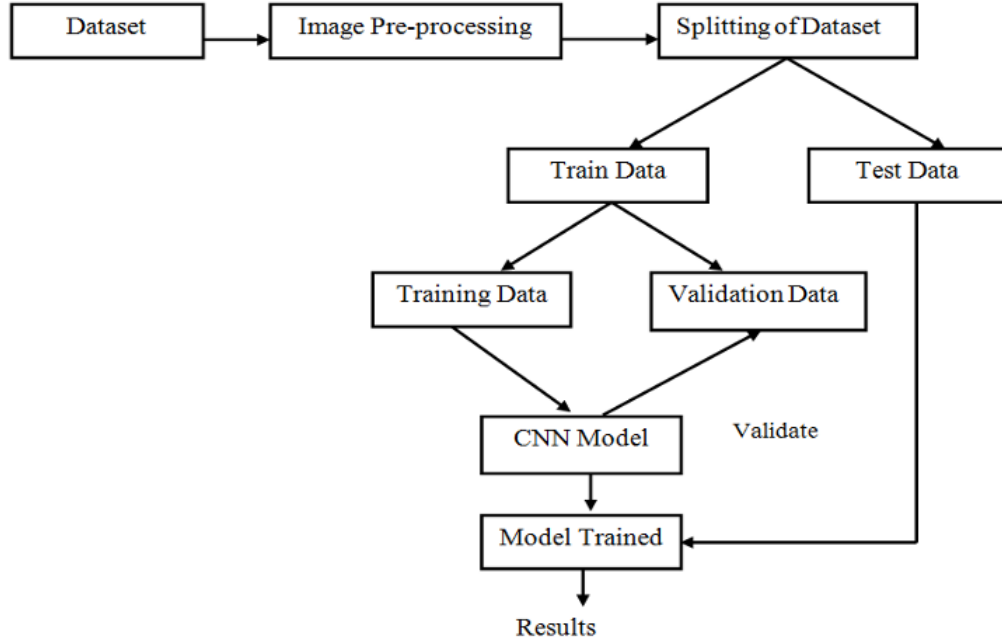 Dataset
Image Pre-processing
Splitting of Dataset
Train Data
Test Data
Training Data
Validation Data
CNN Model
Validate
Model Trained
Results